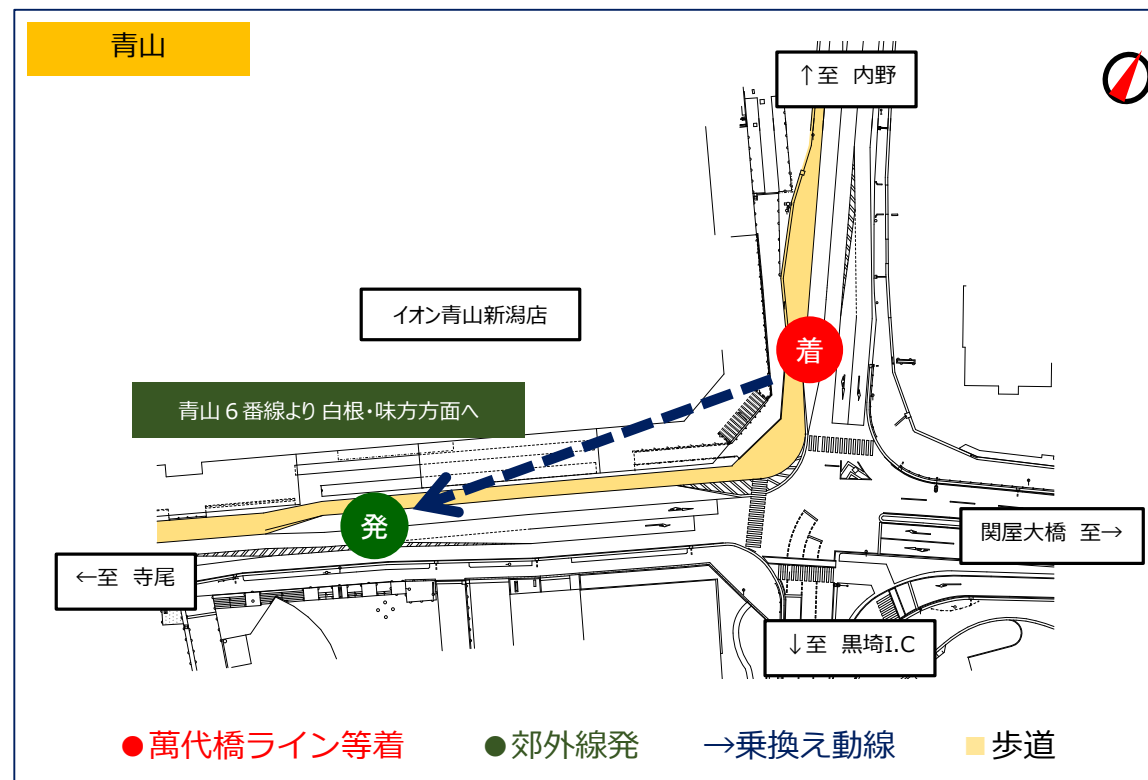 青山
↑至 内野
イオン青山新潟店
着
青山６番線より 白根・味方方面へ
発
関屋大橋 至→
←至 寺尾
↓至 黒埼I.C
●萬代橋ライン等着 ●郊外線発 →乗換え動線 ■歩道